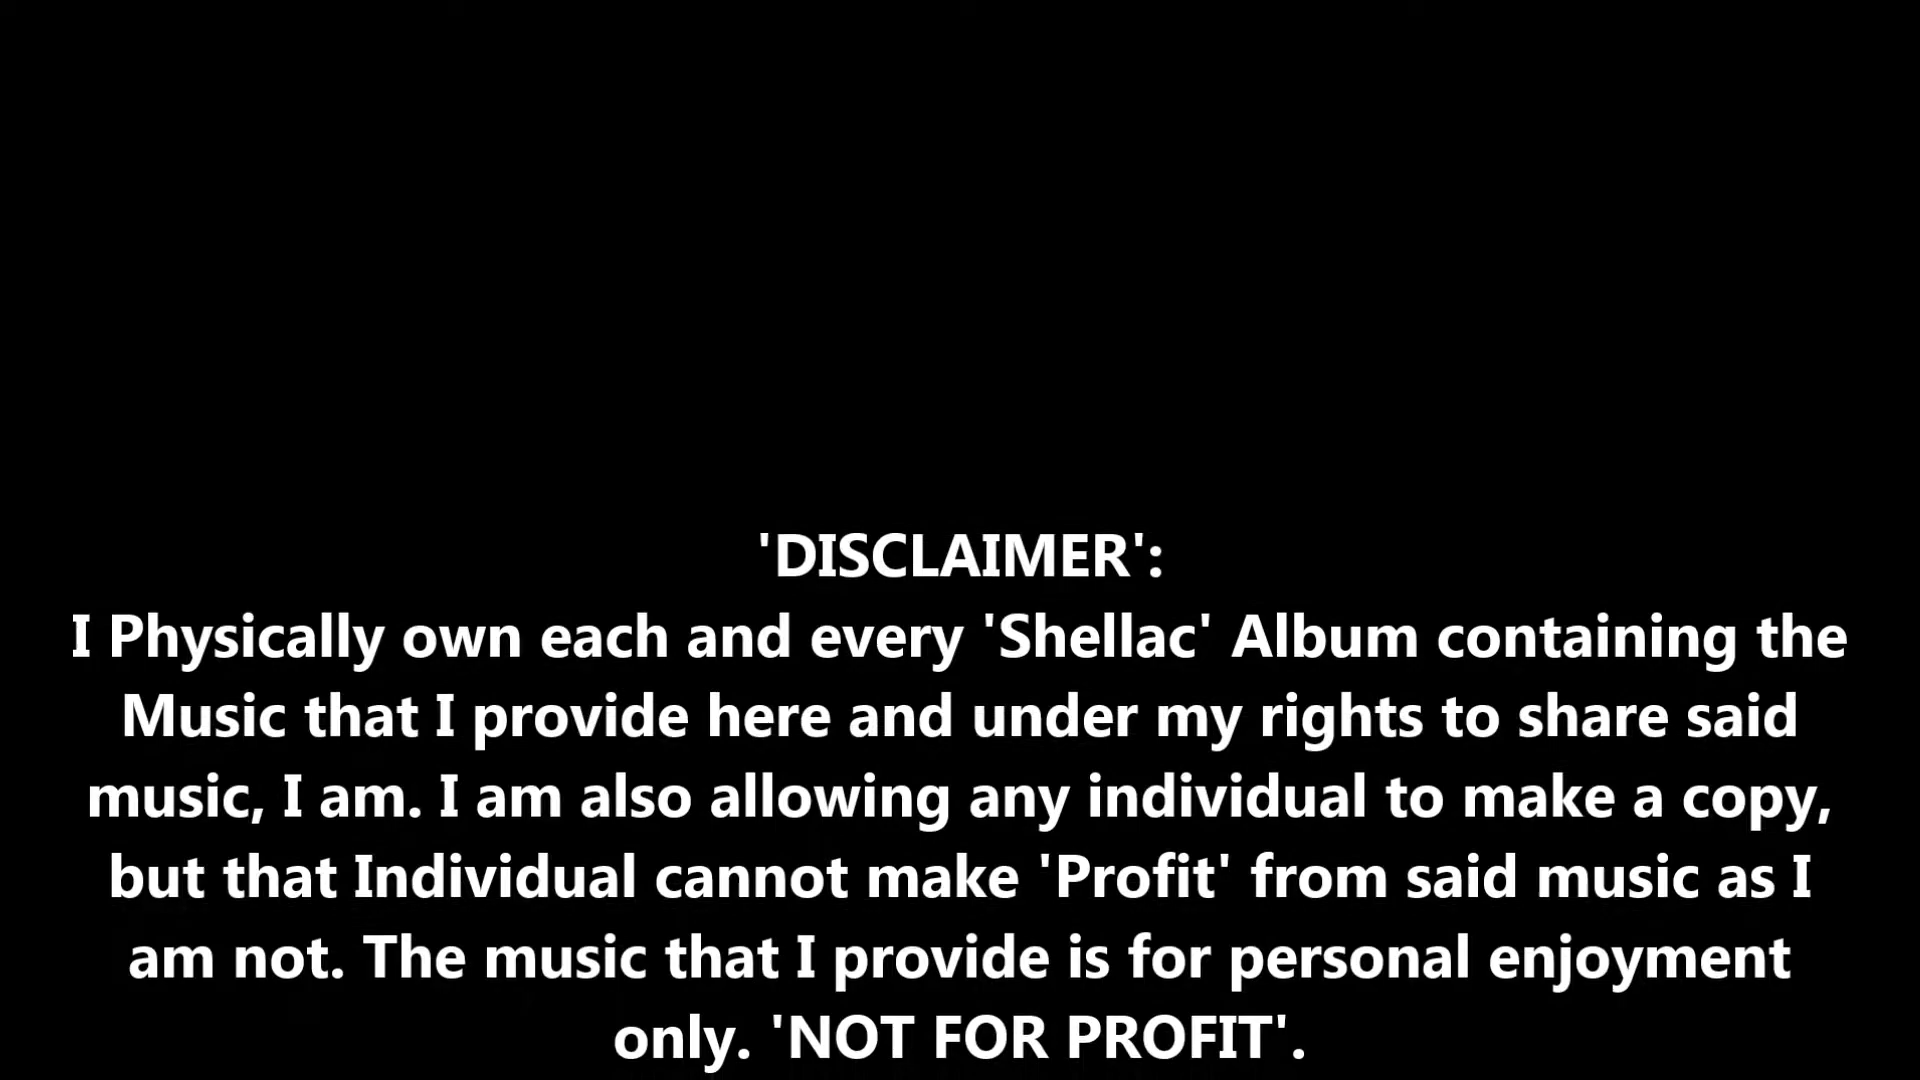 'DISCLAIMER':
I Physically own each and every 'Shellac' Album containing the
Music that I provide here and under my rights to share said
music, I am. I am also allowing any individual to make a copy,
but that Individual cannot make 'Profit' from said music as I
am not. The music that I provide is for personal enjoyment
only. 'NOT FOR PROFIT'.